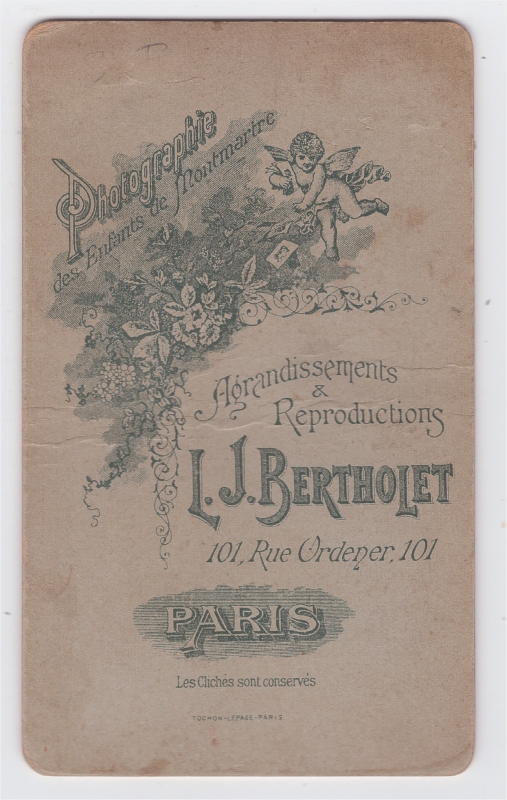 Photographie
des Enfants de Montmartre
Agrandissements
&
Reproductions
L. J. BERTHOLET
101, Rue Ordener, 101
PARIS
Les Clichés sont conservés
TOCHON-LEPAGE-PARIS